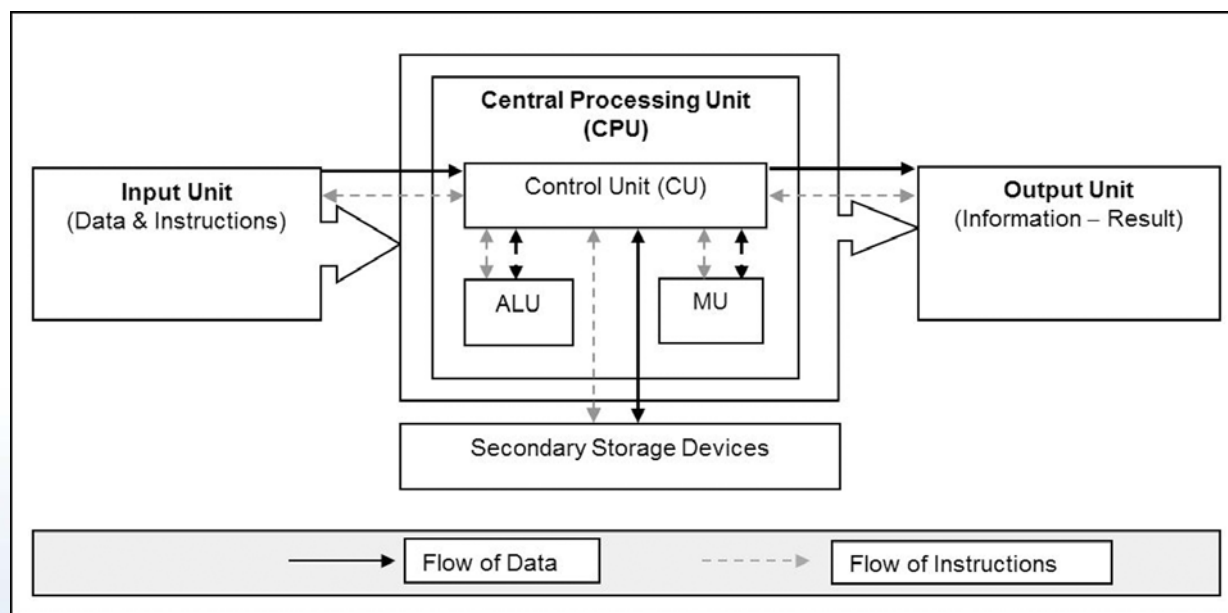 Central Processing Unit
(CPU)
Input Unit
(Data & Instructions)
Control Unit (CU)
Output Unit
(Information – Result)
ALU
MU
Secondary Storage Devices
Flow of Data
Flow of Instructions